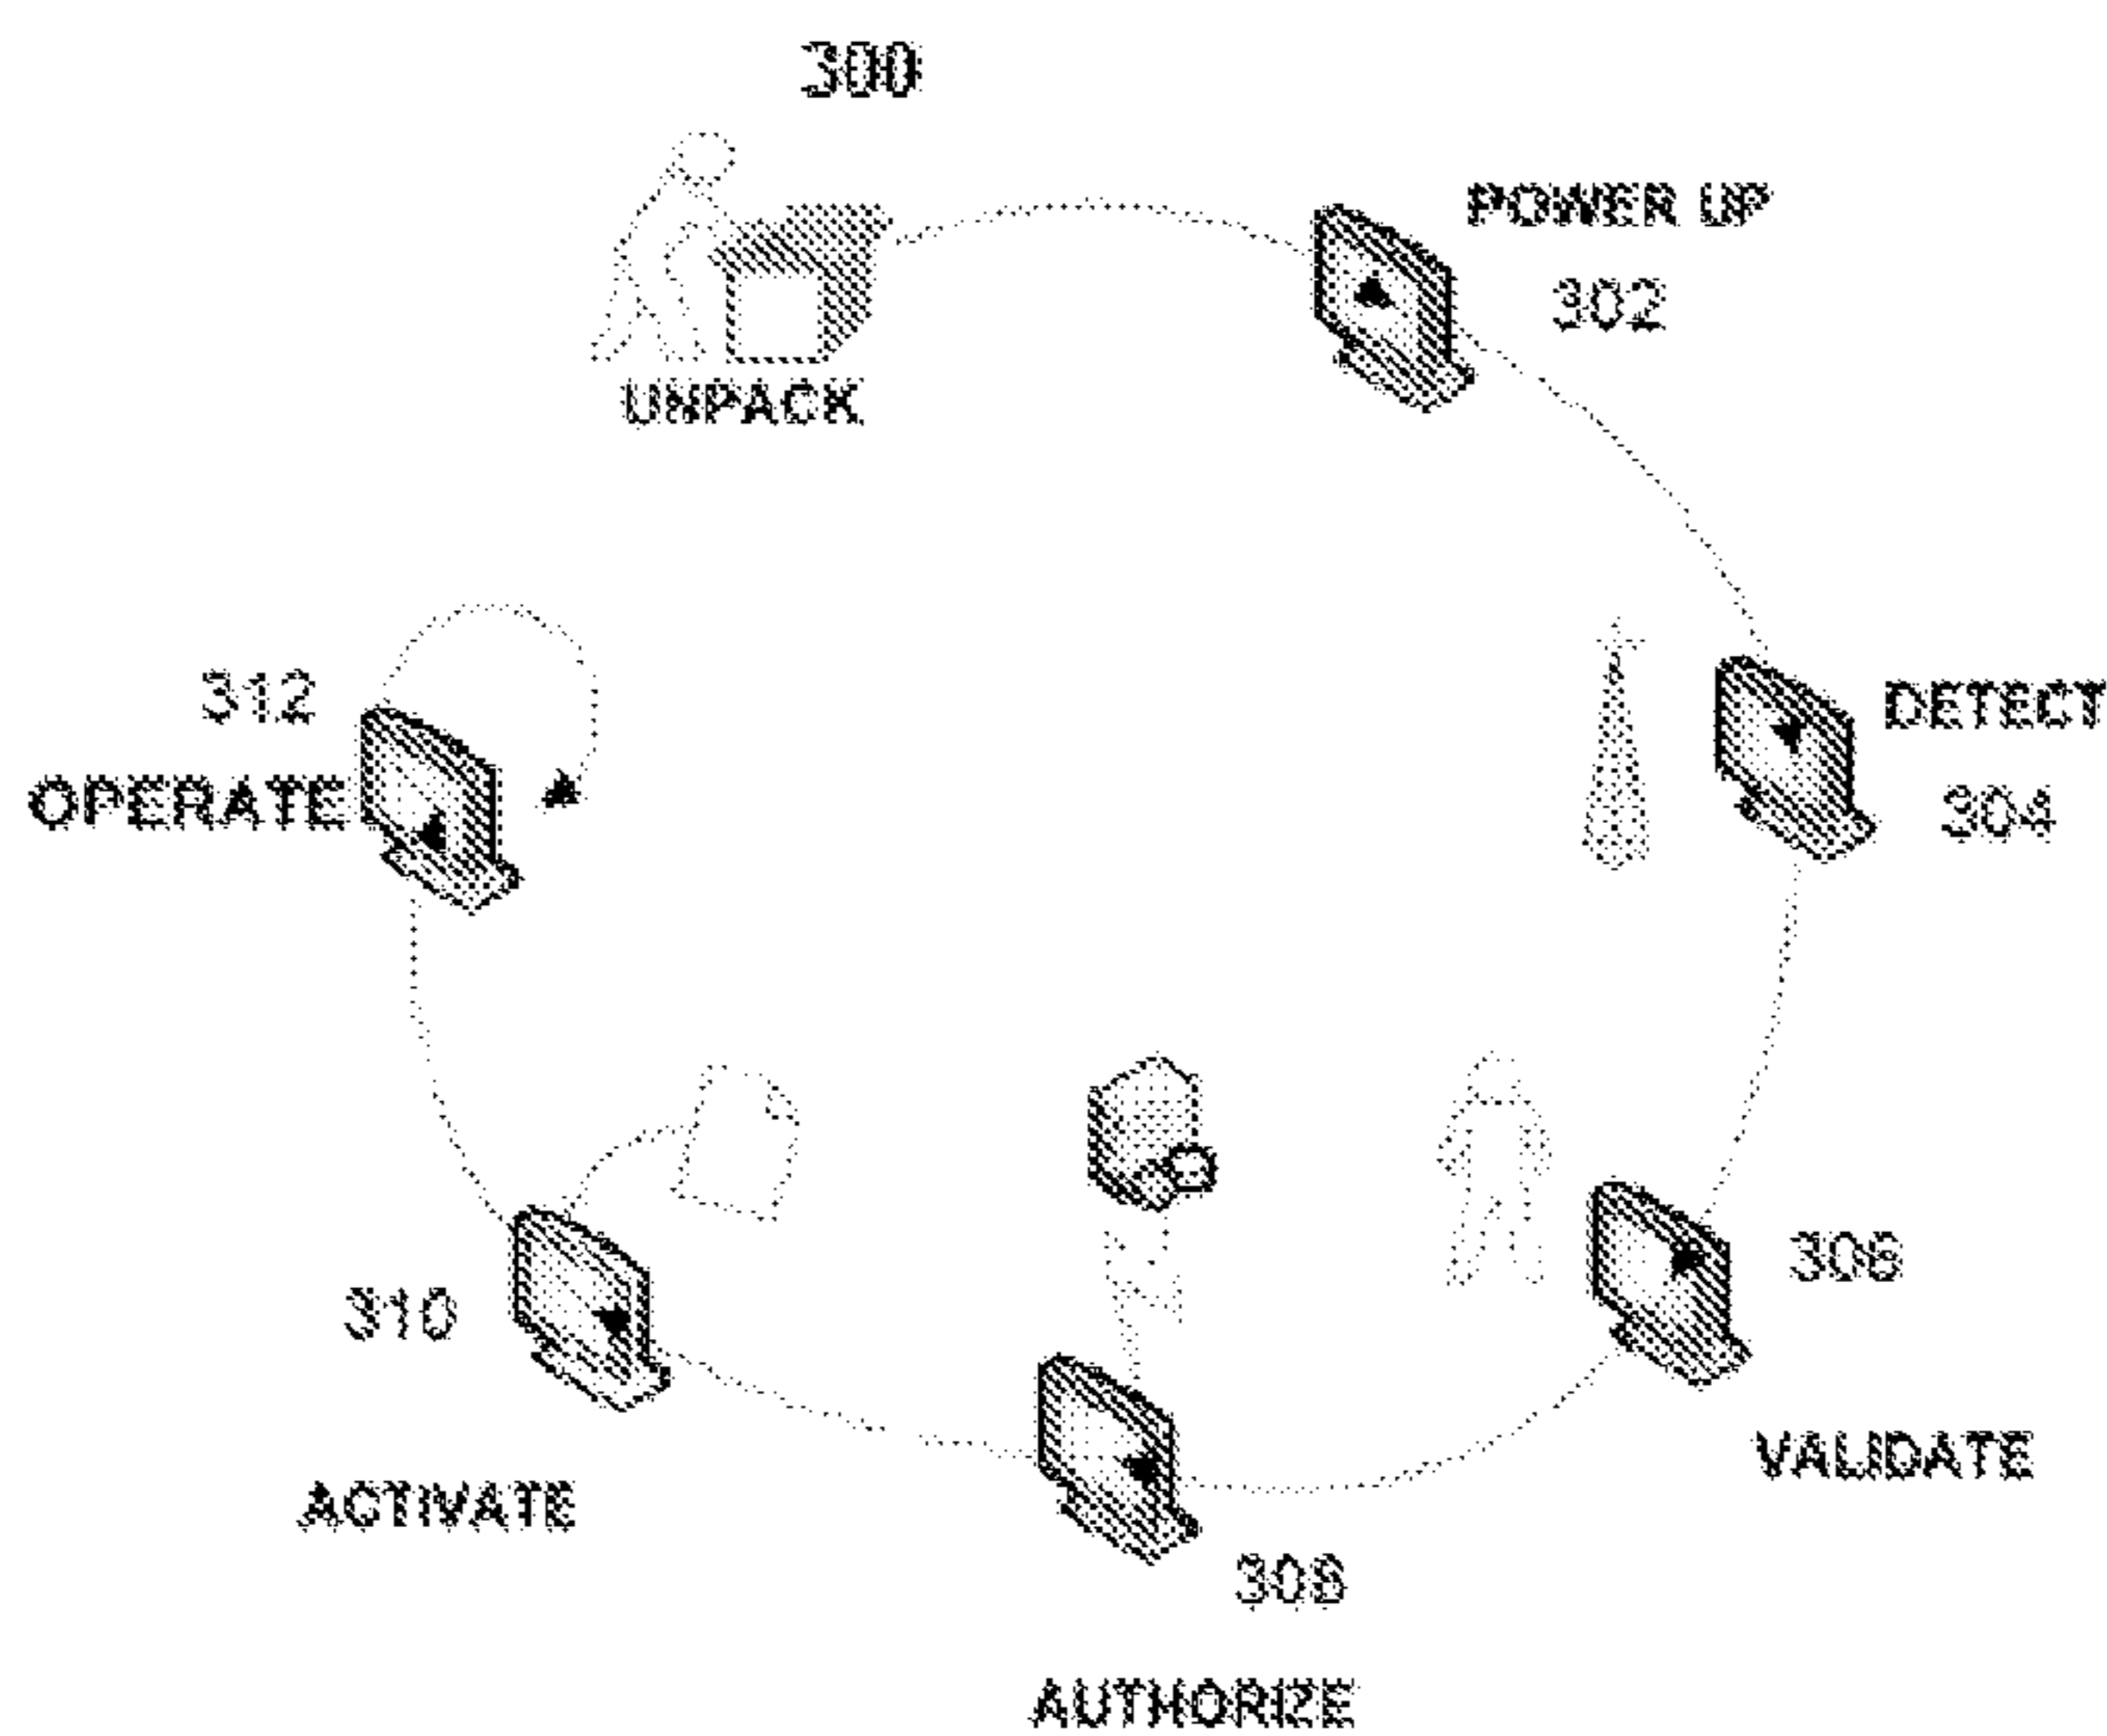 300
UNPACK
POWER UP
302
DETECT
304
306
VALIDATE
308
AUTHORIZE
310
ACTIVATE
312
OPERATE